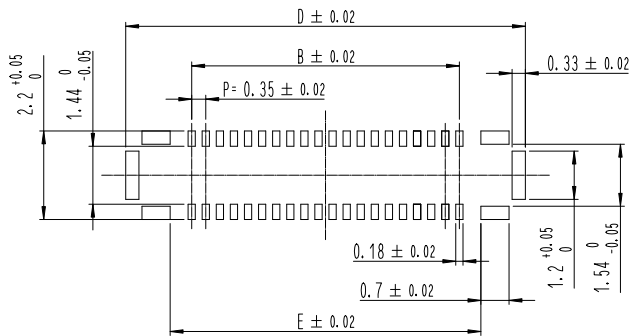 D ± 0.02
B ± 0.02
P= 0.35 ± 0.02
0.33 ± 0.02
2.2 +0.05 0
1.44 0 -0.05
0.18 ± 0.02
0.7 ± 0.02
E ± 0.02
1.2 +0.05 0
1.54 0 -0.05